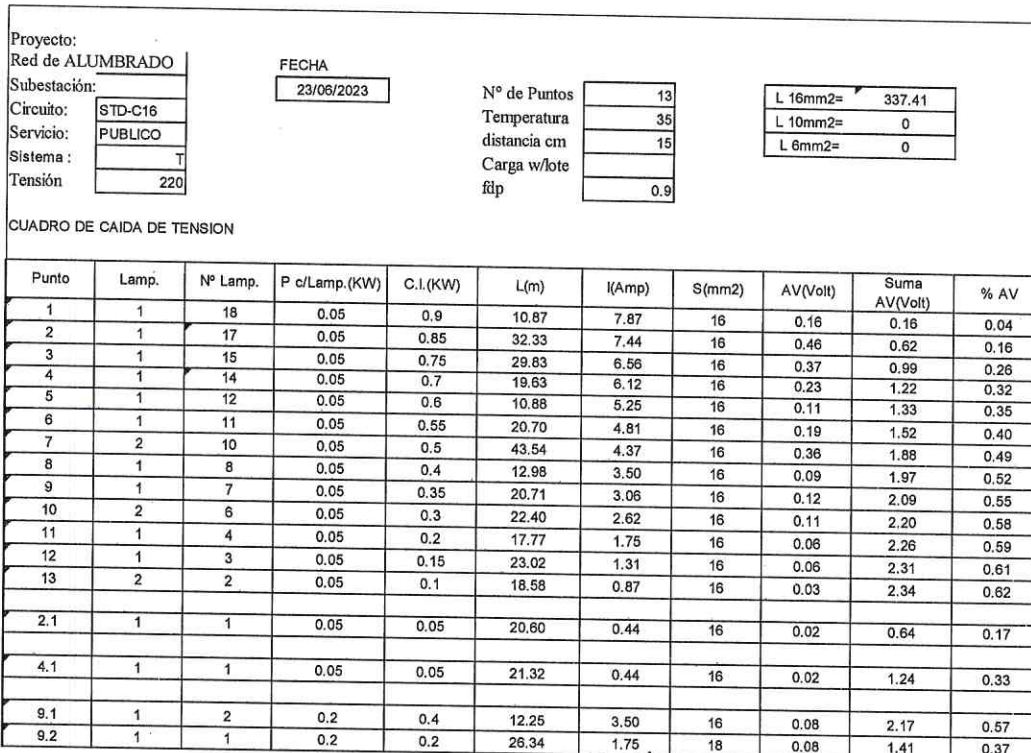 Proyecto:
Red de ALUMBRADO
FECHA
Subestación:
23/06/2023
Circuito: STD-C16
Servicio: PUBLICO
Sistema : T
Tensión 220
Nº de Puntos 13
Temperatura 35
distancia cm 15
Carga w/lote
fdp 0.9
L 16mm2= 337.41
L 10mm2= 0
L 6mm2= 0
CUADRO DE CAIDA DE TENSION
Punto Lamp. Nº Lamp. P c/Lamp.(KW) C.I.(KW) L(m) I(Amp) S(mm2) AV(Volt) Suma AV(Volt) % AV
1 1 18 0.05 0.9 10.87 7.87 16 0.16 0.16 0.04
2 1 17 0.05 0.85 32.33 7.44 16 0.46 0.62 0.16
3 1 15 0.05 0.75 29.83 6.56 16 0.37 0.99 0.26
4 1 14 0.05 0.7 19.63 6.12 16 0.23 1.22 0.32
5 1 12 0.05 0.6 10.88 5.25 16 0.11 1.33 0.35
6 1 11 0.05 0.55 20.70 4.81 16 0.19 1.52 0.40
7 2 10 0.05 0.5 43.54 4.37 16 0.36 1.88 0.49
8 1 8 0.05 0.4 12.98 3.50 16 0.09 1.97 0.52
9 1 7 0.05 0.35 20.71 3.06 16 0.12 2.09 0.55
10 2 6 0.05 0.3 22.40 2.62 16 0.11 2.20 0.58
11 1 4 0.05 0.2 17.77 1.75 16 0.06 2.26 0.59
12 1 3 0.05 0.15 23.02 1.31 16 0.06 2.31 0.61
13 2 2 0.05 0.1 18.58 0.87 16 0.03 2.34 0.62
2.1 1 1 0.05 0.05 20.60 0.44 16 0.02 0.64 0.17
4.1 1 1 0.05 0.05 21.32 0.44 16 0.02 1.24 0.33
9.1 1 2 0.2 0.4 12.25 3.50 16 0.08 2.17 0.57
9.2 1 1 0.2 0.2 26.34 1.75 18 0.08 1.41 0.37